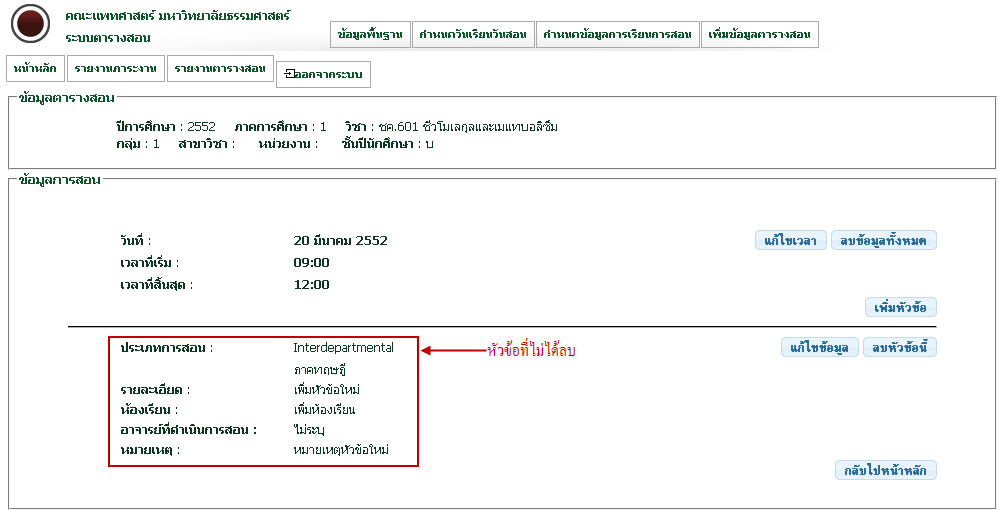 คณะแพทศาสตร์ มหาวิทยาลัยธรรมศาสตร์
ระบบตารางสอน
ข้อมูลพื้นฐาน กำหนดวันเรียนวันสอน กำหนดข้อมูลการเรียนการสอน เพิ่มข้อมูลตารางสอน
หน้าหลัก รายงานภาระงาน รายงานตารางสอน ออกจากระบบ
ข้อมูลตารางสอน
ปีการศึกษา : 2552 ภาคการศึกษา : 1 วิชา : ชค.601 ชีวโมเลกุลและเมแทบอลิซึม
กลุ่ม : 1 สาขาวิชา : หน่วยงาน : ชั้นปีนักศึกษา : บ
ข้อมูลการสอน
วันที่ : 20 มีนาคม 2552 แก้ไขเวลา ลบข้อมูลทั้งหมด
เวลาที่เริ่ม : 09:00
เวลาที่สิ้นสุด : 12:00
เพิ่มหัวข้อ
ประเภทการสอน : Interdepartmental หัวข้อที่ไม่ได้ลบ แก้ไขข้อมูล ลบหัวข้อนี้
ภาคทฤษฎี
รายละเอียด : เพิ่มหัวข้อใหม่
ห้องเรียน : เพิ่มห้องเรียน
อาจารย์ที่ดำเนินการสอน : ไม่ระบุ
หมายเหตุ : หมายเหตุหัวข้อใหม่
กลับไปหน้าหลัก